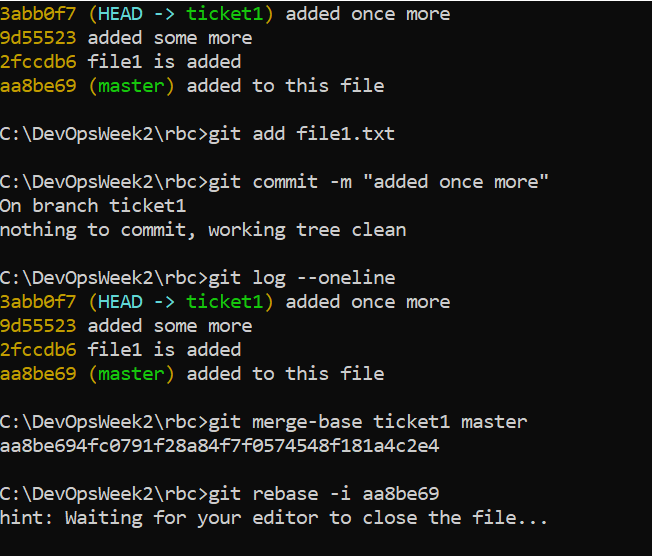 3abb0f7 (HEAD -> ticket1) added once more
9d55523 added some more
2fccdb6 file1 is added
aa8be69 (master) added to this file
C:\DevOpsWeek2\rbc>git add file1.txt
C:\DevOpsWeek2\rbc>git commit -m "added once more"
On branch ticket1
nothing to commit, working tree clean
C:\DevOpsWeek2\rbc>git log --oneline
3abb0f7 (HEAD -> ticket1) added once more
9d55523 added some more
2fccdb6 file1 is added
aa8be69 (master) added to this file
C:\DevOpsWeek2\rbc>git merge-base ticket1 master
aa8be694fc0791f28a84f7f0574548f181a4c2e4
C:\DevOpsWeek2\rbc>git rebase -i aa8be69
hint: Waiting for your editor to close the file...